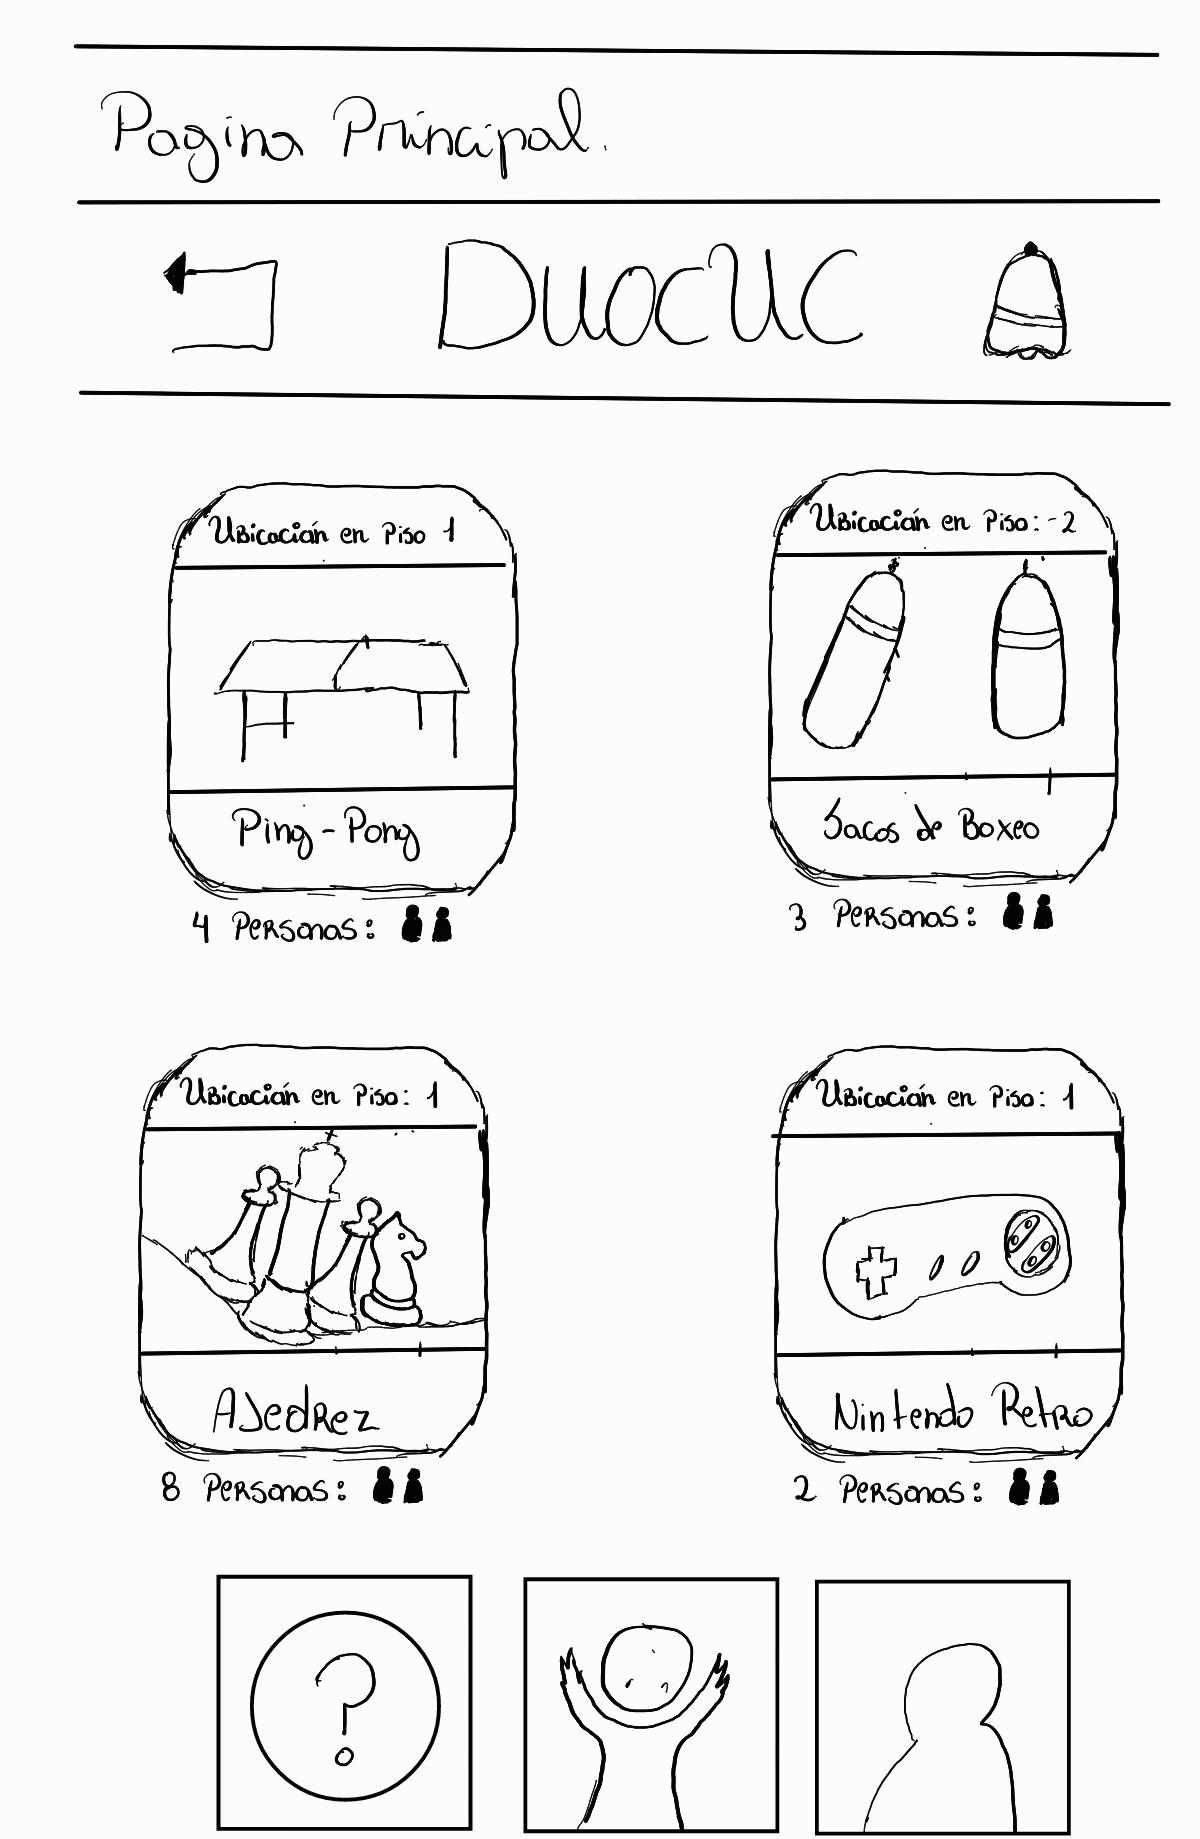 Pagina Principal.
DuocUC
Ubicación en Piso 1
Ping-Pong
4 Personas:
Ubicación en Piso: -2
Sacos de Boxeo
3 Personas:
Ubicación en Piso: 1
AJedrez
8 Personas:
Ubicación en Piso: 1
Nintendo Retro
2 Personas:
?